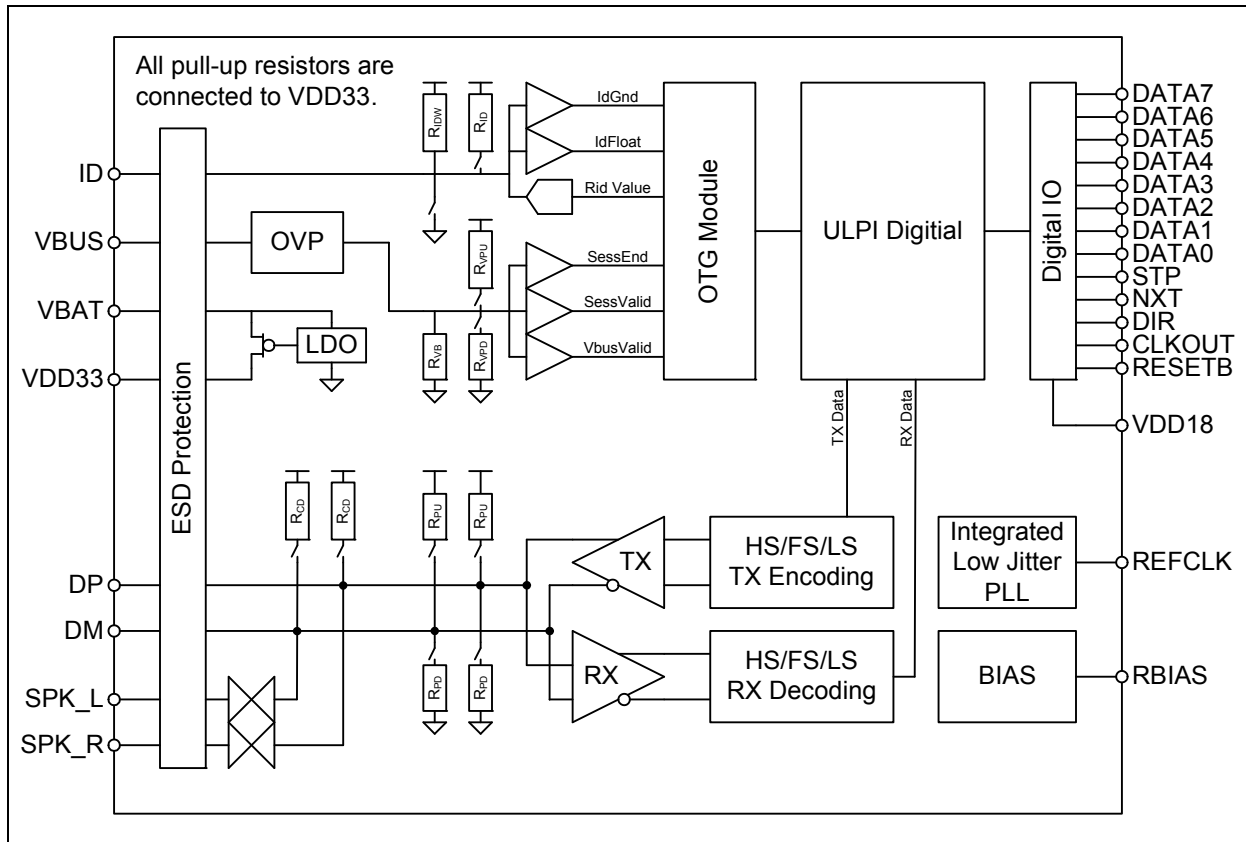 All pull-up resistors are
connected to VDD33.
ID
VBUS
VBAT
VDD33
DP
DM
SPK_L
SPK_R
ESD Protection
OVP
LDO
RIDW
RID
RVPU
RVB
RVPD
IdGnd
IdFloat
Rid Value
SessEnd
SessValid
VbusValid
OTG Module
ULPI Digitial
Digital IO
DATA7
DATA6
DATA5
DATA4
DATA3
DATA2
DATA1
DATA0
STP
NXT
DIR
CLKOUT
RESETB
VDD18
REFCLK
RBIAS
TX Data
RX Data
RCD
RCD
RPU
RPU
RPD
RPD
TX
RX
HS/FS/LS
TX Encoding
HS/FS/LS
RX Decoding
Integrated
Low Jitter
PLL
BIAS